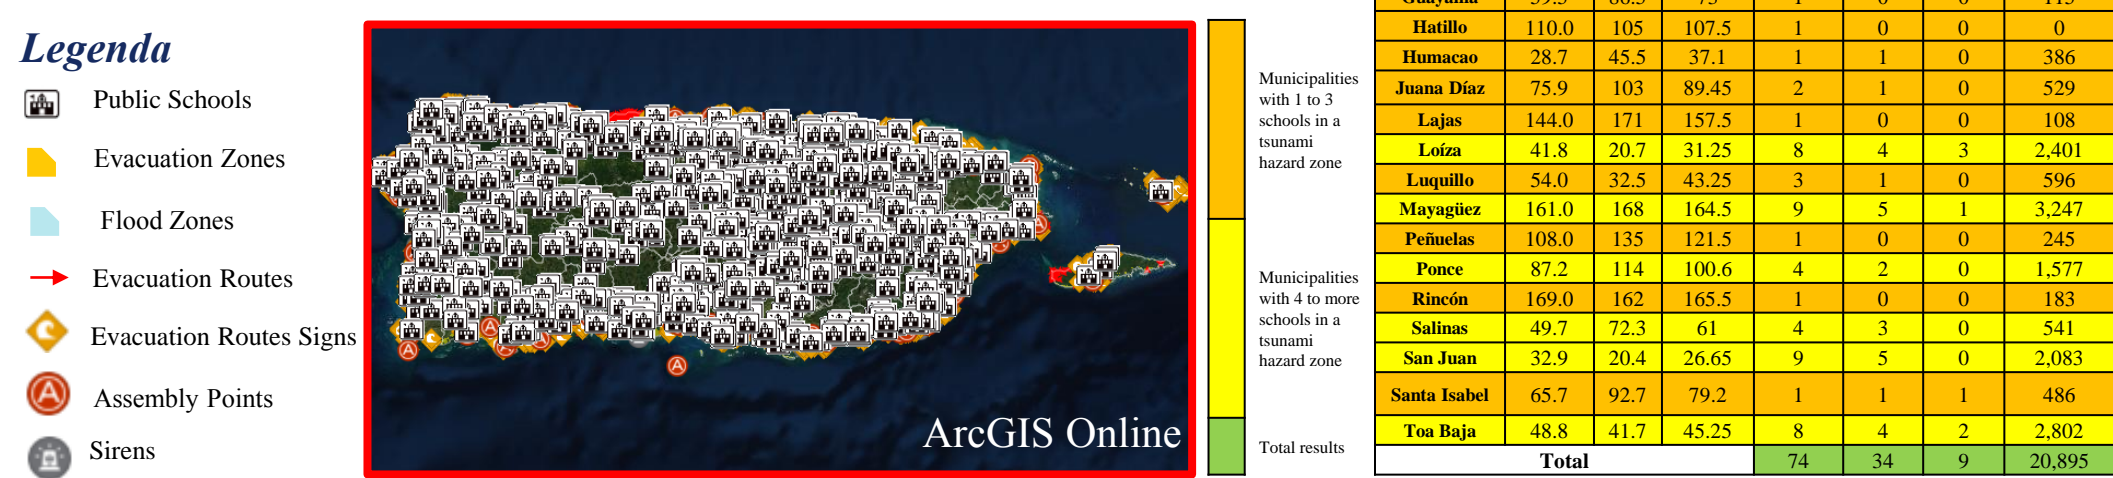 Legenda
Public Schools
Evacuation Zones
Flood Zones
Evacuation Routes
Evacuation Routes Signs
Assembly Points
Sirens
ArcGIS Online
Municipalities
with 1 to 3
schools in a
tsunami
hazard zone
Municipalities
with 4 to more
schools in a
tsunami
hazard zone
Total results
Hatillo 110.0 105 107.5 1 0 0 0
Humacao 28.7 45.5 37.1 1 1 0 386
Juana Díaz 75.9 103 89.45 2 1 0 529
Lajas 144.0 171 157.5 1 0 0 108
Loíza 41.8 20.7 31.25 8 4 3 2,401
Luquillo 54.0 32.5 43.25 3 1 0 596
Mayagüez 161.0 168 164.5 9 5 1 3,247
Peñuelas 108.0 135 121.5 1 0 0 245
Ponce 87.2 114 100.6 4 2 0 1,577
Rincón 169.0 162 165.5 1 0 0 183
Salinas 49.7 72.3 61 4 3 0 541
San Juan 32.9 20.4 26.65 9 5 0 2,083
Santa Isabel 65.7 92.7 79.2 1 1 1 486
Toa Baja 48.8 41.7 45.25 8 4 2 2,802
Total 74 34 9 20,895